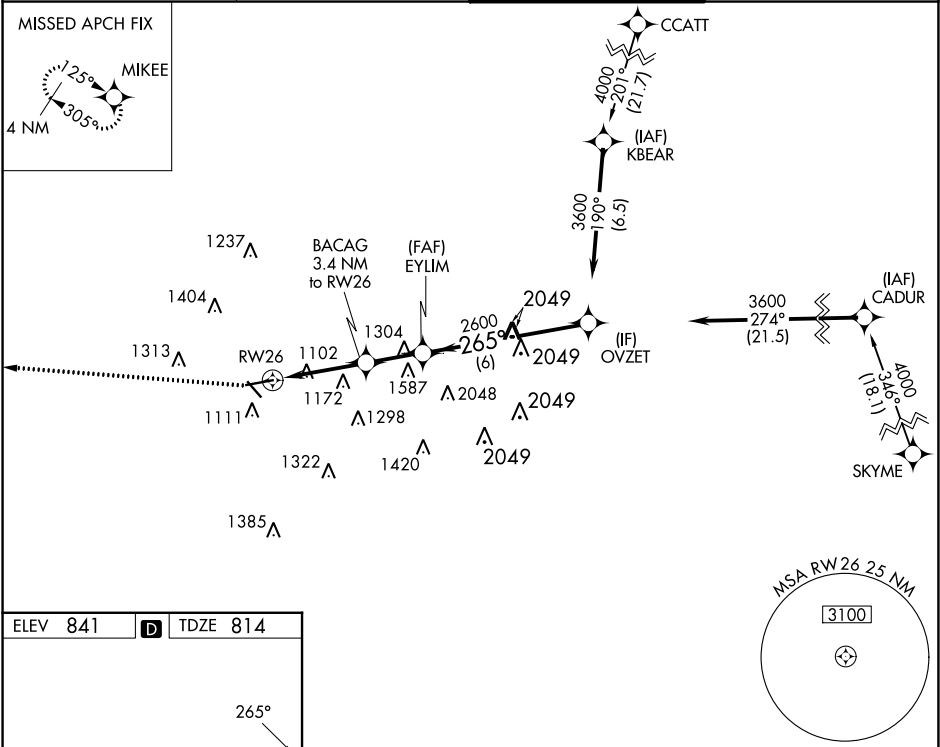 MISSED APCH FIX
125°
MIKEE
4 NM
305°
CCATT
4000
201°
(21.7)
(IAF)
KBEAR
3600
190°
(6.5)
1237
BACAG
3.4 NM
to RW26
(FAF)
EYLIM
1404
1304
2600
265°
(6)
2049
2049
(IF)
OVZET
3600
274°
(21.5)
(IAF)
CADUR
4000
346°
(18.1)
SKYME
1313
RW26
1102
1172
1587
2048
2049
1111
1298
1322
1420
2049
1385
MSA RW26 25 NM
3100
ELEV 841
D
TDZE 814
265°